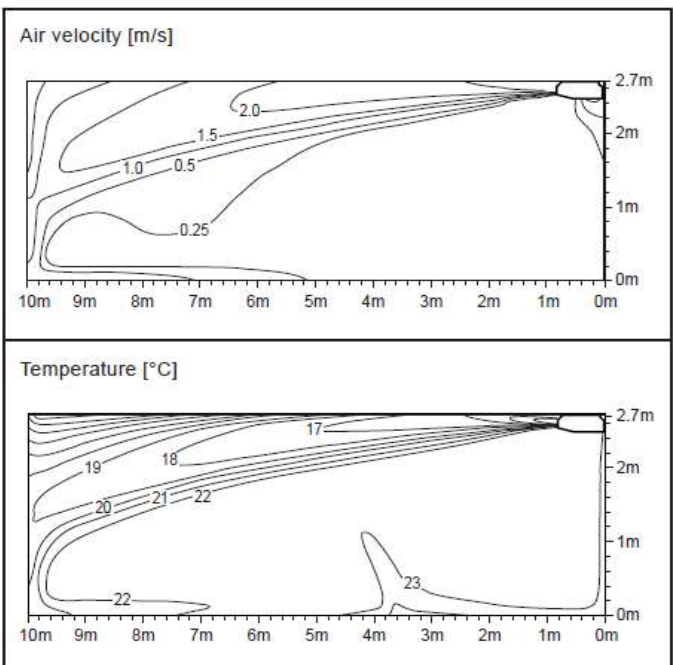 Air velocity [m/s]
2.7m
2.0
2m
1.5
1.0
0.5
1m
0.25
0m
10m 9m 8m 7m 6m 5m 4m 3m 2m 1m 0m
Temperature [°C]
2.7m
17
18
19
2m
20 21 22
1m
23
22
0m
10m 9m 8m 7m 6m 5m 4m 3m 2m 1m 0m